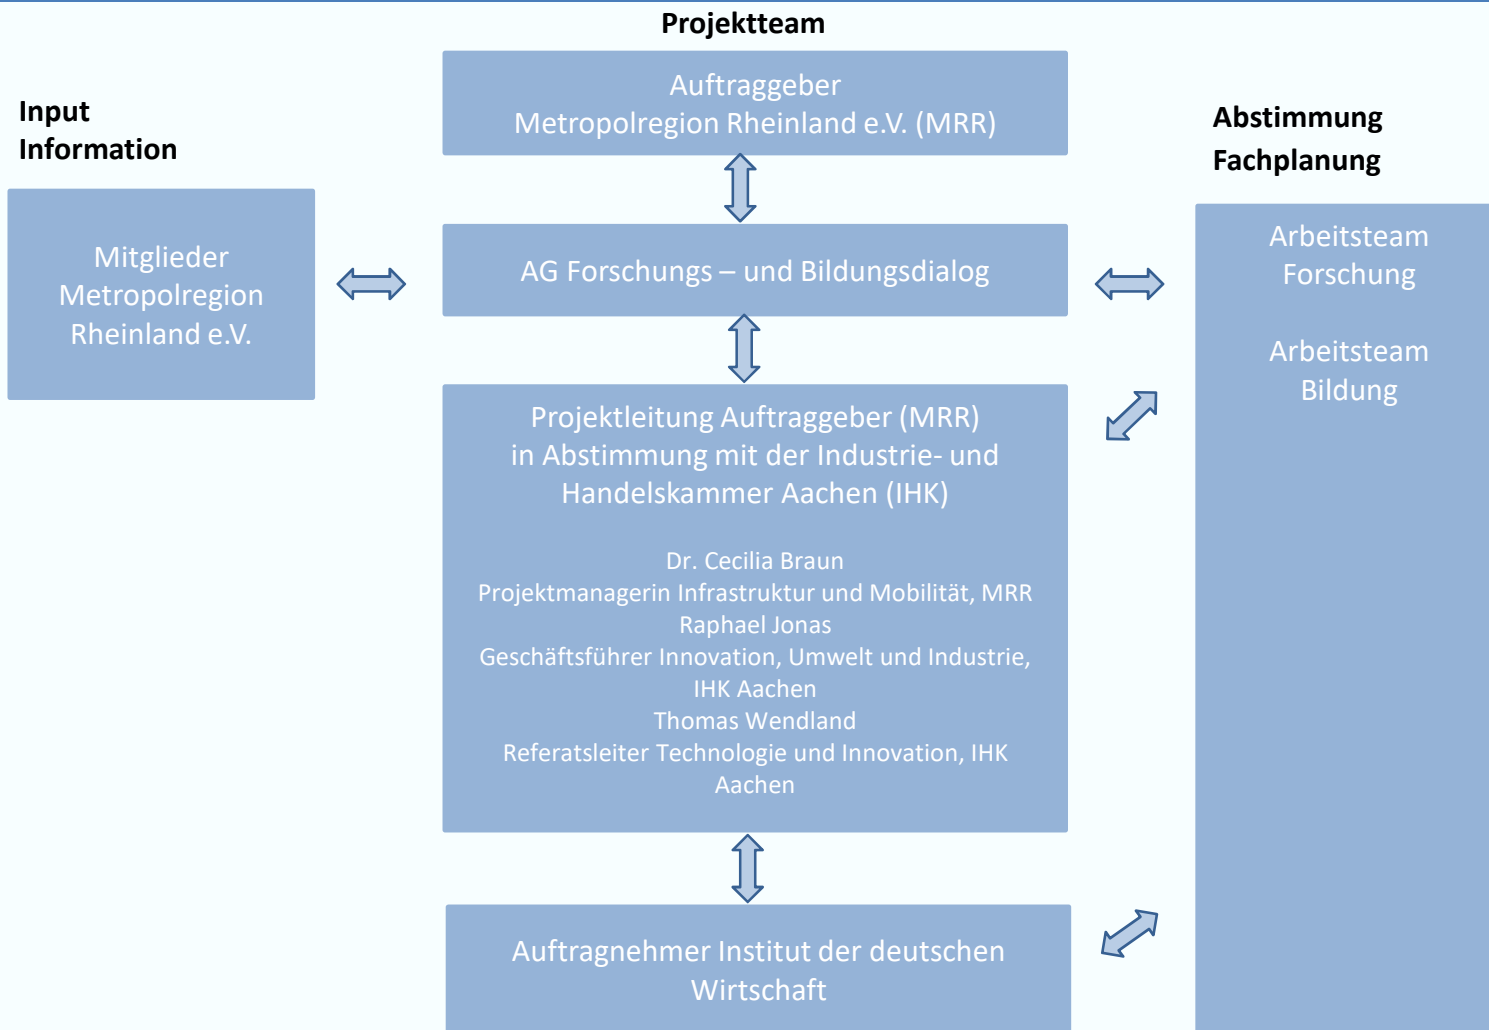 Projektteam
Auftraggeber
Metropolregion Rheinland e.V. (MRR)
Input
Information
Abstimmung
Fachplanung
Mitglieder
Metropolregion
Rheinland e.V.
AG Forschungs – und Bildungsdialog
Arbeitsteam
Forschung
Arbeitsteam
Bildung
Projektleitung Auftraggeber (MRR)
in Abstimmung mit der Industrie- und
Handelskammer Aachen (IHK)
Dr. Cecilia Braun
Projektmanagerin Infrastruktur und Mobilität, MRR
Raphael Jonas
Geschäftsführer Innovation, Umwelt und Industrie,
IHK Aachen
Thomas Wendland
Referatsleiter Technologie und Innovation, IHK
Aachen
Auftragnehmer Institut der deutschen
Wirtschaft